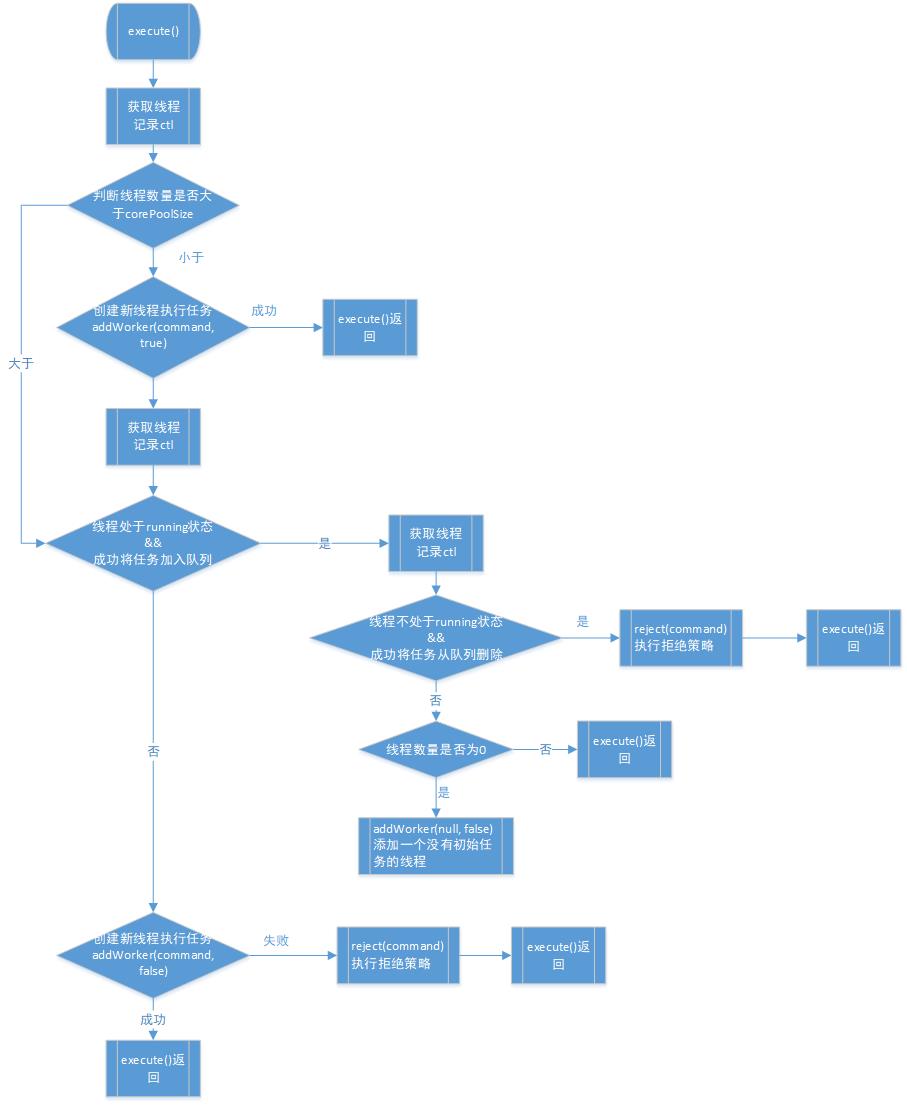 execute()
获取线程
记录ctl
判断线程数量是否大
于corePoolSize
小于
创建新线程执行任务
addWorker(command,
true)
成功
execute()返
回
大于
获取线程
记录ctl
线程处于running状态
&&
成功将任务加入队列
是
获取线程
记录ctl
线程不处于running状态
&&
成功将任务从队列删除
是
reject(command)
执行拒绝策略
execute()返
回
否
线程数量是否为0
否
execute()返
回
是
addWorker(null, false)
添加一个没有初始任
务的线程
否
创建新线程执行任务
addWorker(command,
false)
失败
reject(command)
执行拒绝策略
execute()返
回
成功
execute()返
回